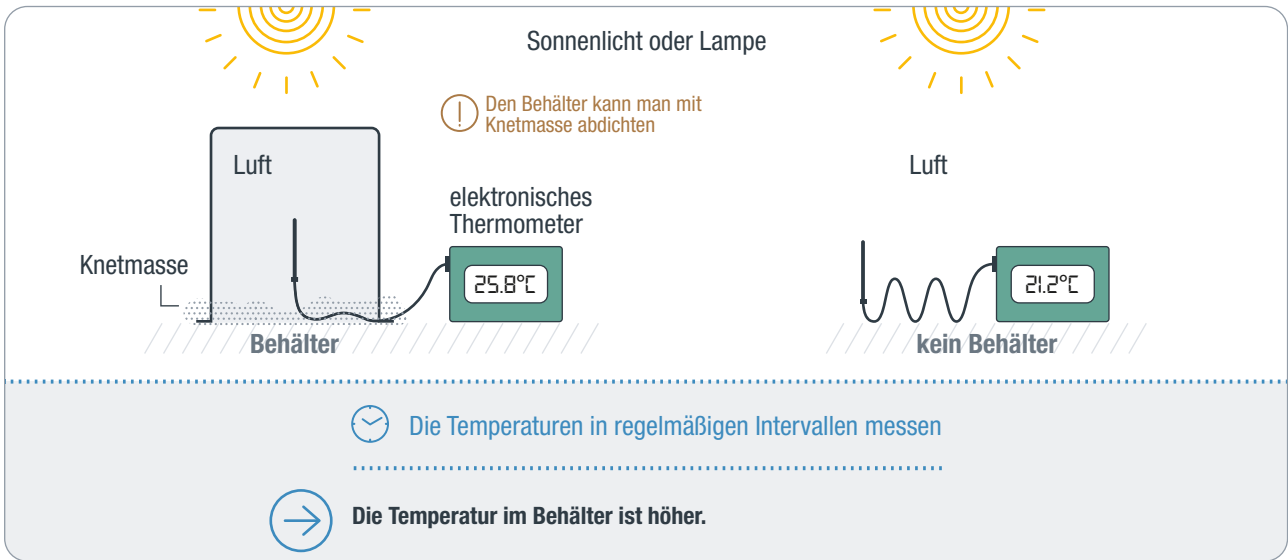 Sonnenlicht oder Lampe
Den Behälter kann man mit
Knetmasse abdichten
Luft
Luft
elektronisches
Thermometer
Knetmasse
25.8°C
21.2°C
Behälter
kein Behälter
Die Temperaturen in regelmäßigen Intervallen messen
Die Temperatur im Behälter ist höher.